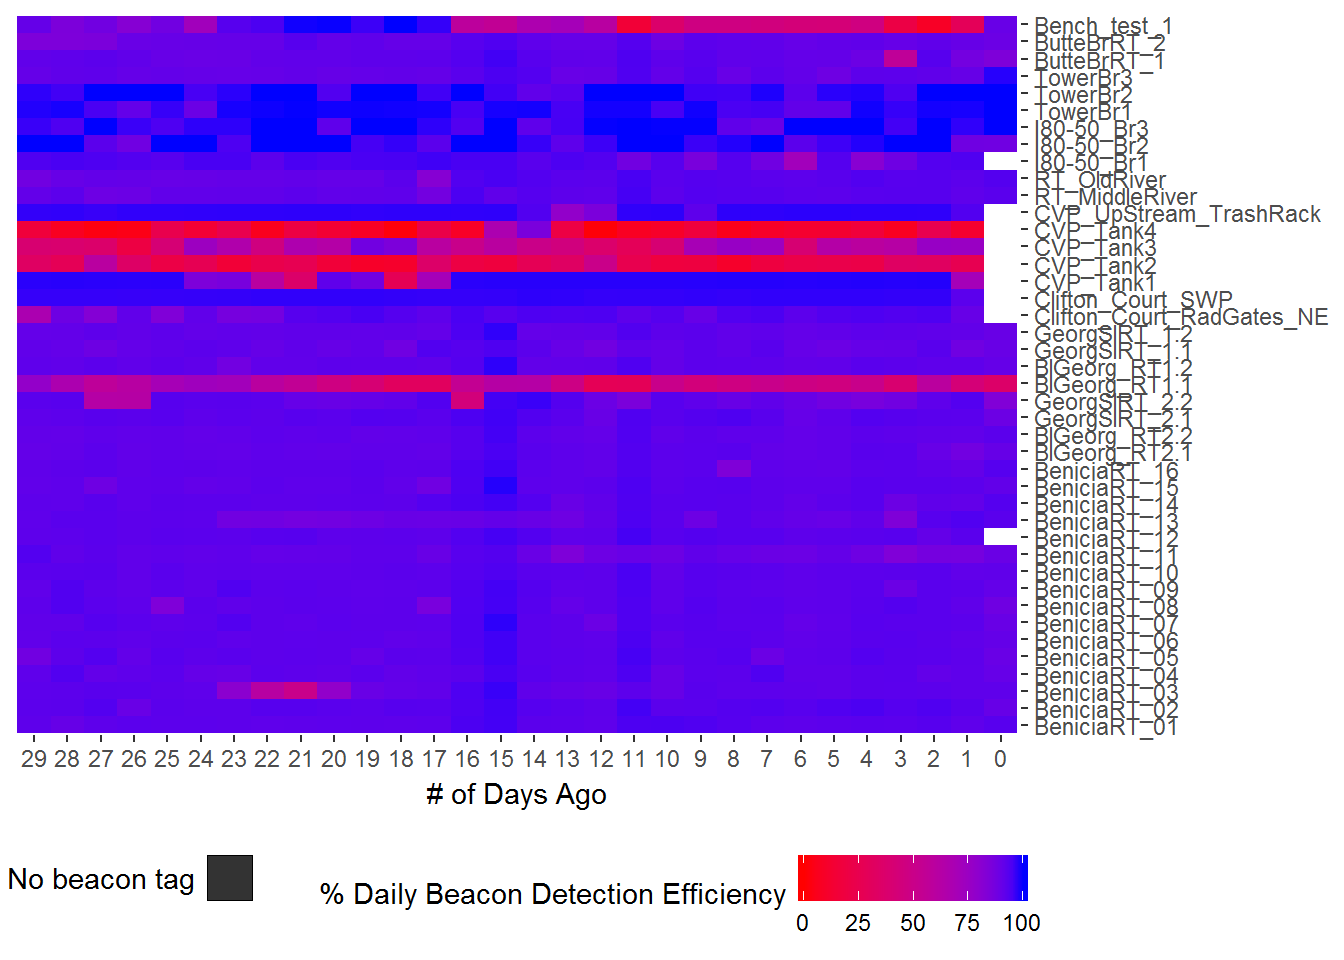 Bench_test_1
ButteBrRT_2
ButteBrRT_1
TowerBr3
TowerBr2
TowerBr1
I80-50_Br3
I80-50_Br2
I80-50_Br1
RT_OldRiver
RT_MiddleRiver
CVP_UpStream_TrashRack
CVP_Tank4
CVP_Tank3
CVP_Tank2
CVP_Tank1
Clifton_Court_SWP
Clifton_Court_RadGates_NE
GeorgSlRT_1.2
GeorgSlRT_1.1
BlGeorg_RT1.2
BlGeorg_RT1.1
GeorgSlRT_2.2
GeorgSlRT_2.1
BlGeorg_RT2.2
BlGeorg_RT2.1
BeniciaRT_16
BeniciaRT_15
BeniciaRT_14
BeniciaRT_13
BeniciaRT_12
BeniciaRT_11
BeniciaRT_10
BeniciaRT_09
BeniciaRT_08
BeniciaRT_07
BeniciaRT_06
BeniciaRT_05
BeniciaRT_04
BeniciaRT_03
BeniciaRT_02
BeniciaRT_01
29 28 27 26 25 24 23 22 21 20 19 18 17 16 15 14 13 12 11 10 9 8 7 6 5 4 3 2 1 0
# of Days Ago
No beacon tag
% Daily Beacon Detection Efficiency
0 25 50 75 100